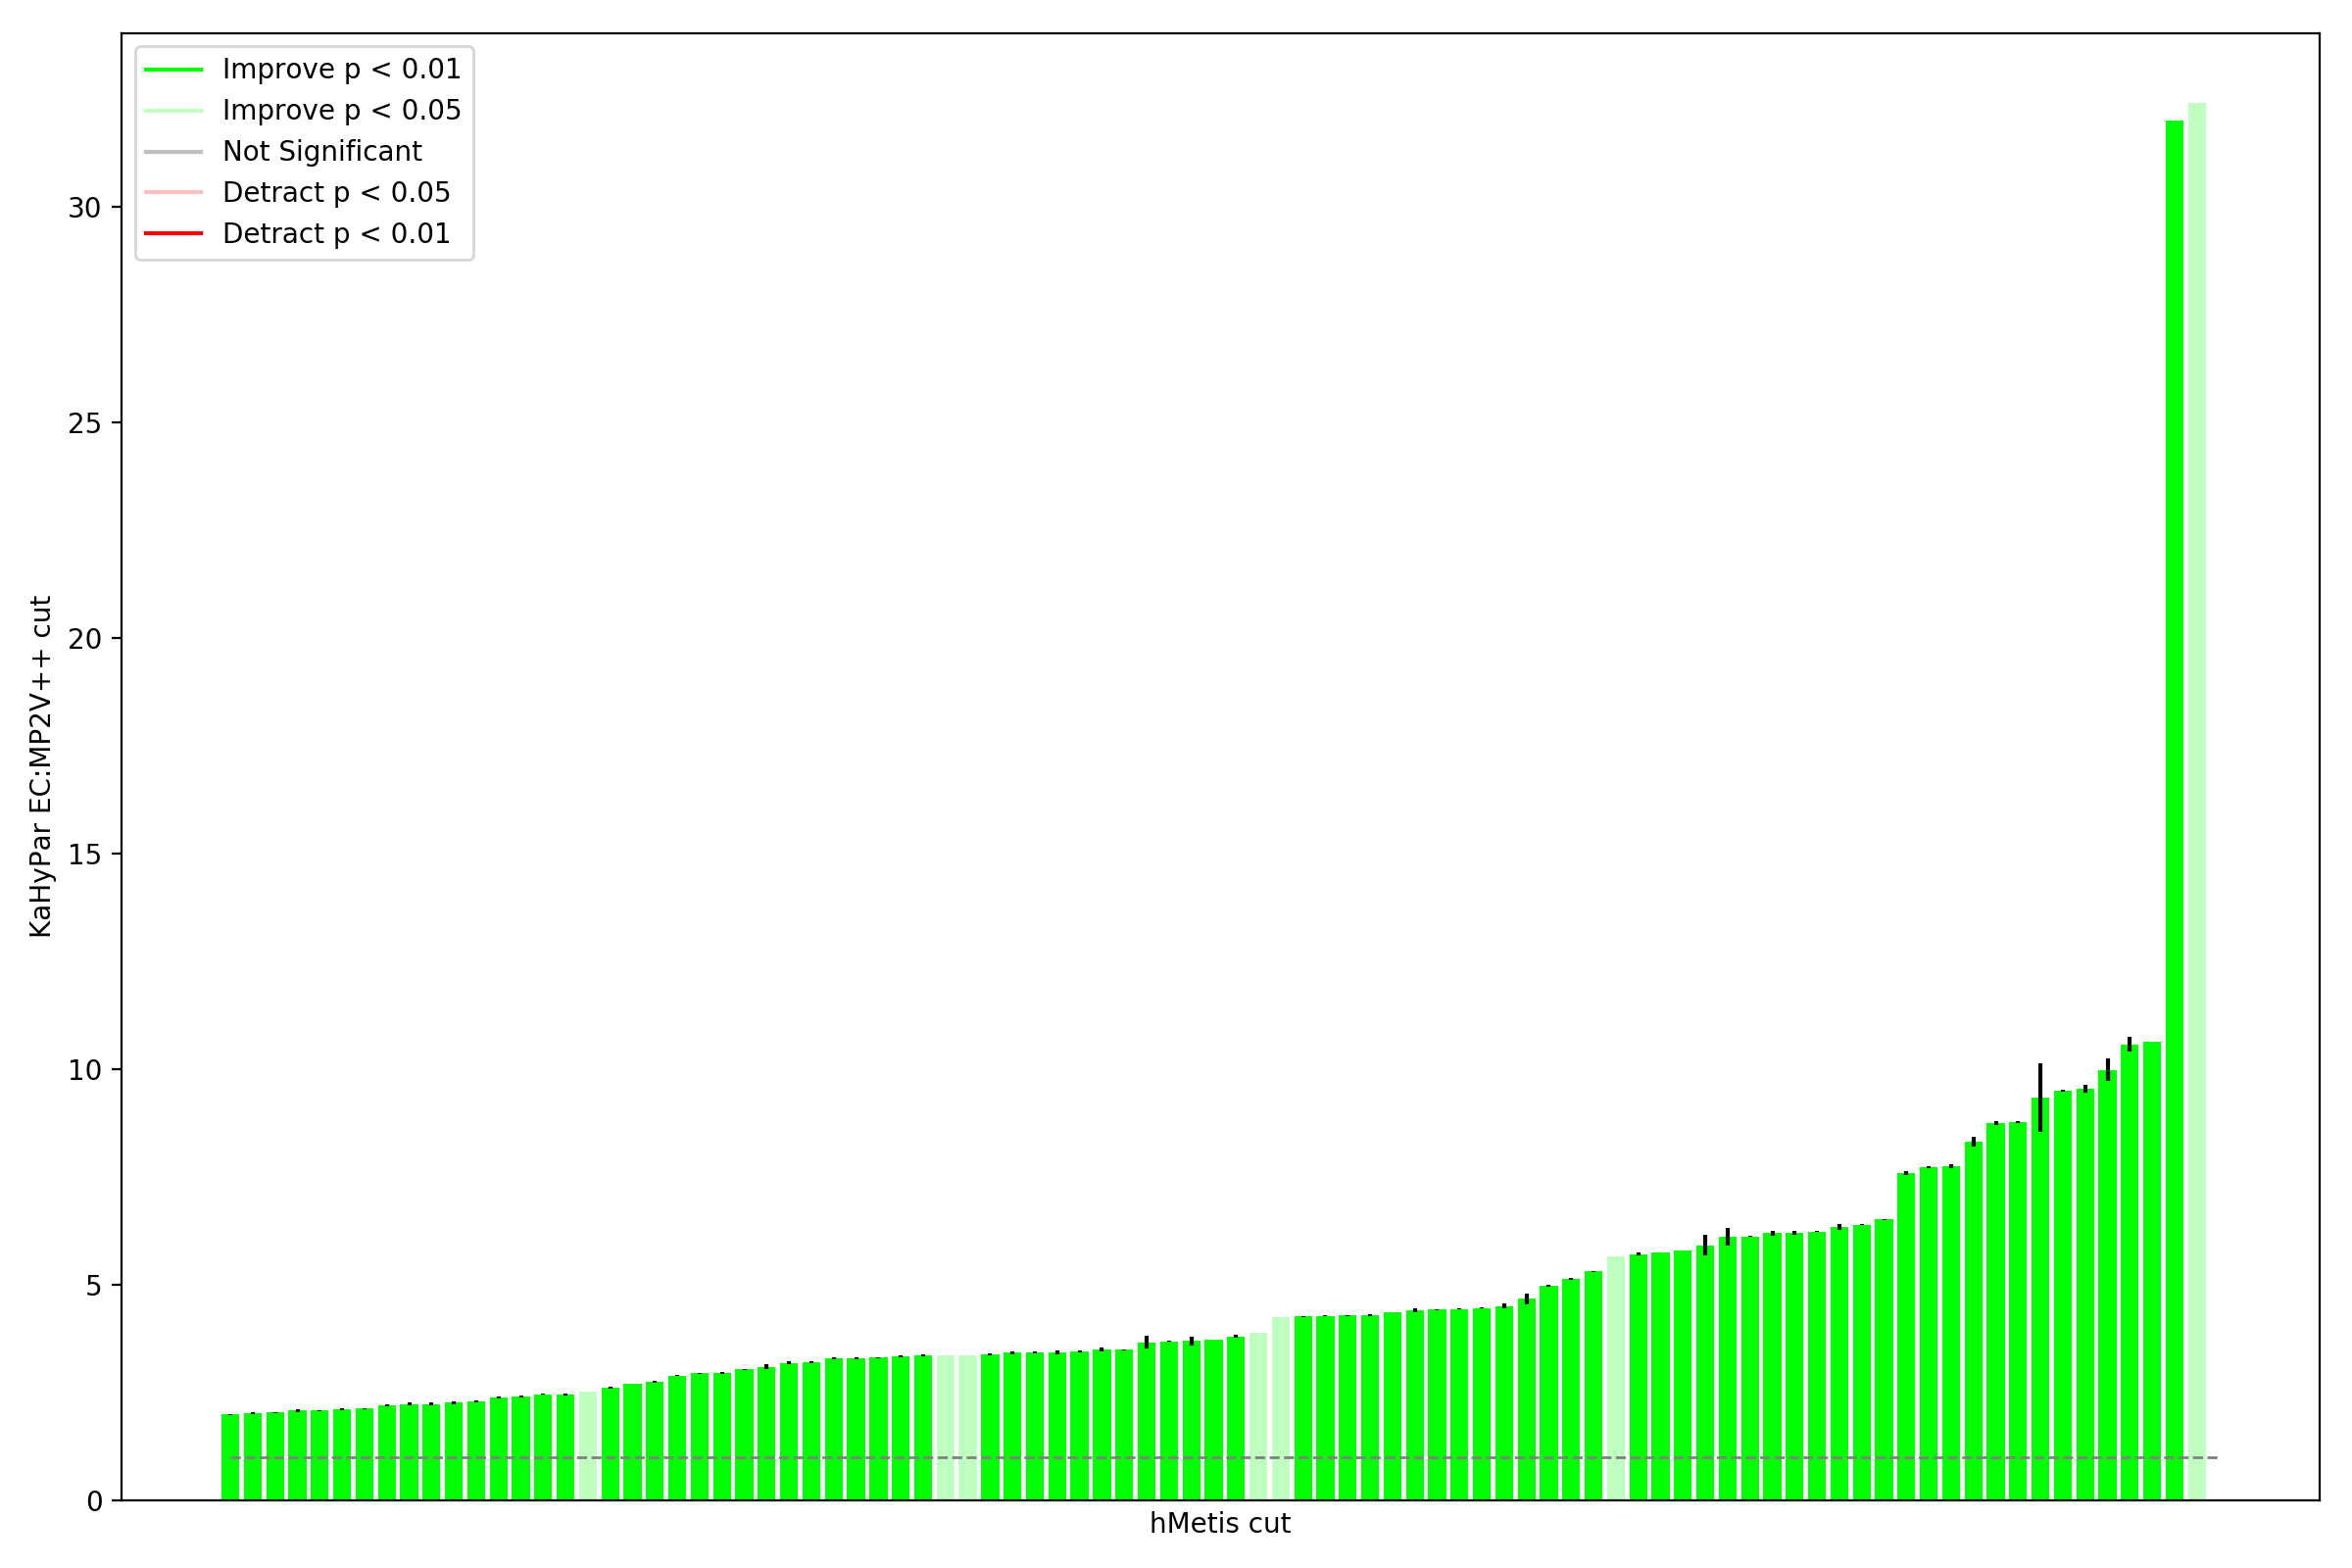 Improve p < 0.01
Improve p < 0.05
Not Significant
Detract p < 0.05
Detract p < 0.01
30
25
20
15
10
5
0
KaHyPar EC:MP2V++ cut
hMetis cut